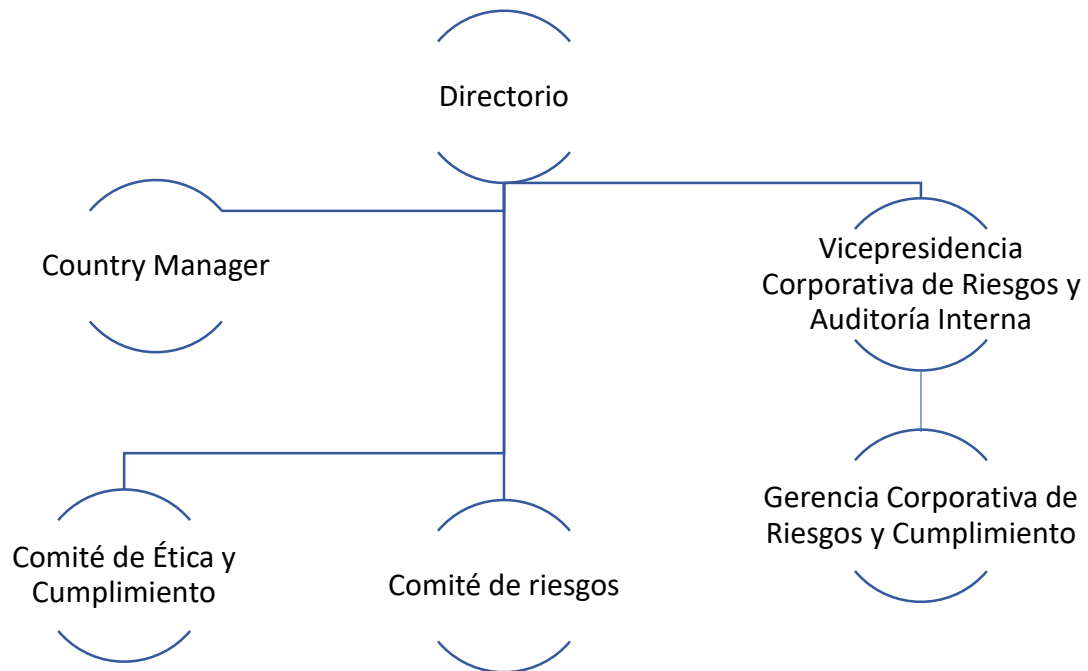 Directorio
Country Manager
Vicepresidencia
Corporativa de Riesgos y
Auditoría Interna
Gerencia Corporativa de
Riesgos y Cumplimiento
Comité de Ética y
Cumplimiento
Comité de riesgos